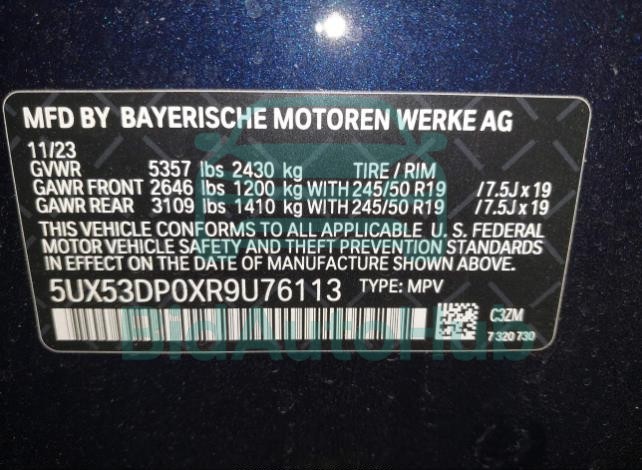 MFD BY BAYERISCHE MOTOREN WERKE AG
11/23
GVWR 5357 lbs 2430 kg TIRE / RIM
GAWR FRONT 2646 lbs 1200 kg WITH 245/50 R19 / 7.5J x 19
GAWR REAR 3109 lbs 1410 kg WITH 245/50 R19 / 7.5J x 19
THIS VEHICLE CONFORMS TO ALL APPLICABLE U. S. FEDERAL
MOTOR VEHICLE SAFETY AND THEFT PREVENTION STANDARDS
IN EFFECT ON THE DATE OF MANUFACTURE SHOWN ABOVE.
5UX53DP0XR9U76113 TYPE: MPV
C3ZM
7 320 730
BidAutoHub